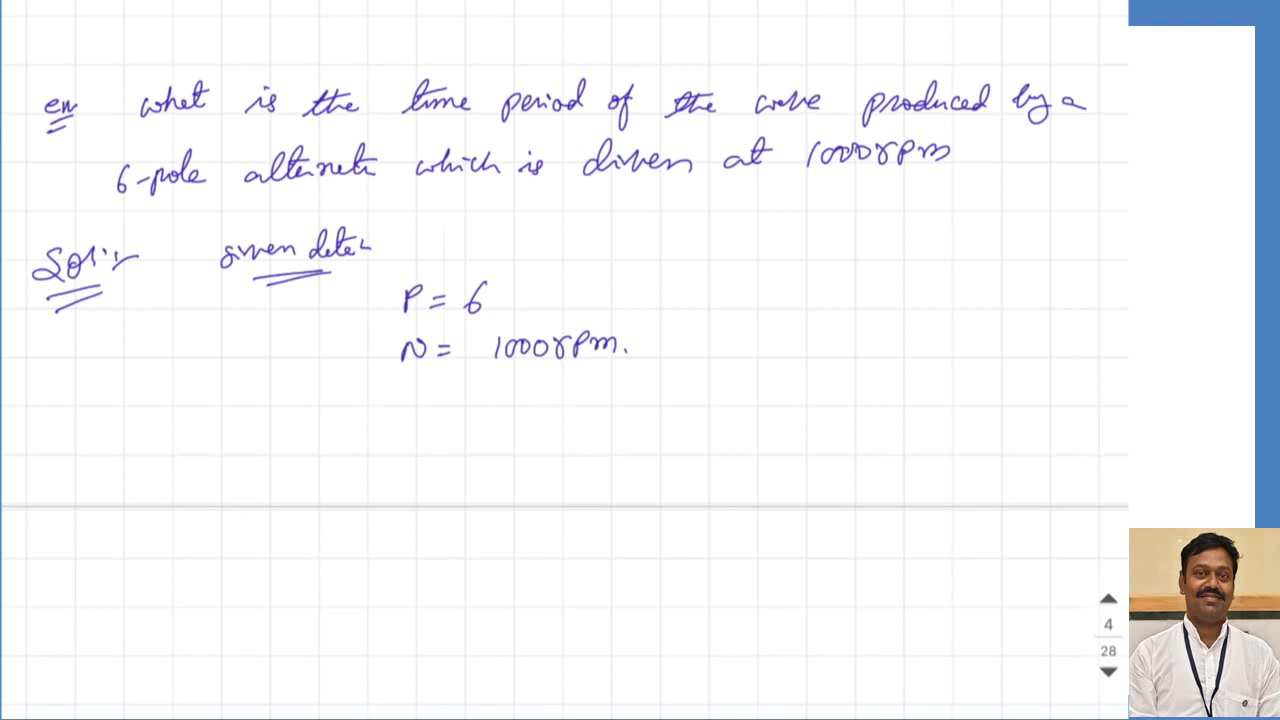 ex what is the time period of the wave produced by a
6-pole alternator which is driven at 1000rpm
Sol:-
given data
P = 6
N = 1000rpm.
4
28